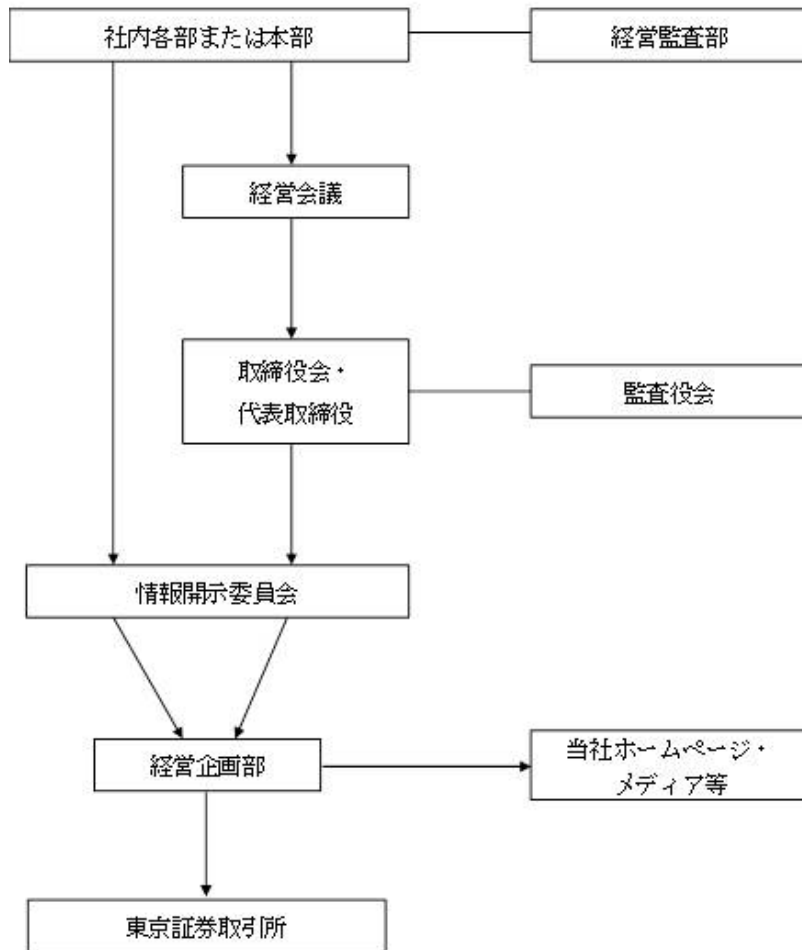 社内各部または本部
経営監査部
経営会議
取締役会・
代表取締役
監査役会
情報開示委員会
経営企画部
当社ホームページ・
メディア等
東京証券取引所